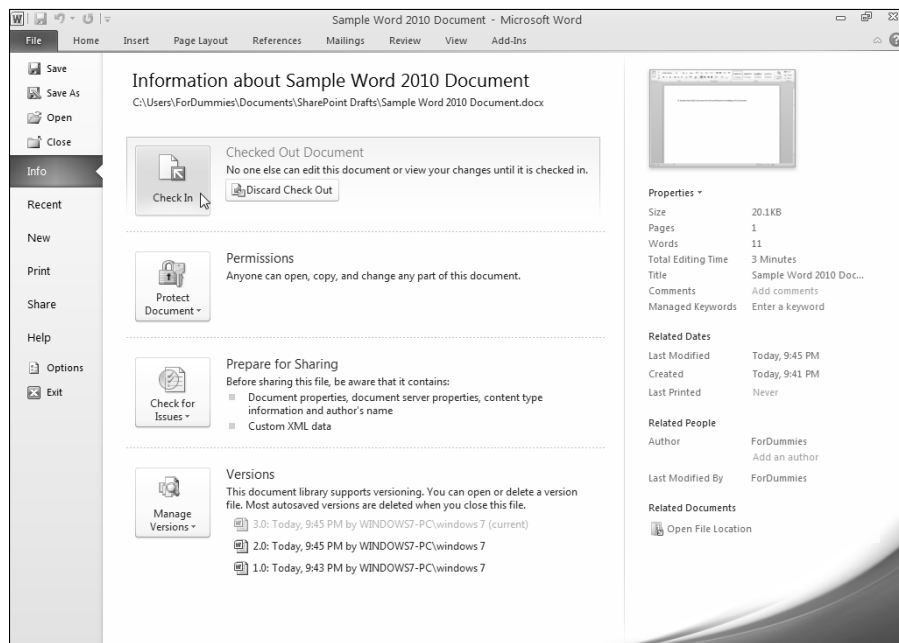 Sample Word 2010 Document - Microsoft Word
File Home Insert Page Layout References Mailings Review View Add-Ins
Save
Save As
Open
Close
Info
Recent
New
Print
Share
Help
Options
Exit
Information about Sample Word 2010 Document
C:\Users\ForDummies\Documents\SharePoint Drafts\Sample Word 2010 Document.docx
Check In
Checked Out Document
No one else can edit this document or view your changes until it is checked in.
Discard Check Out
Protect
Document
Permissions
Anyone can open, copy, and change any part of this document.
Check for
Issues
Prepare for Sharing
Before sharing this file, be aware that it contains:
Document properties, document server properties, content type
information and author's name
Custom XML data
Manage
Versions
Versions
This document library supports versioning. You can open or delete a version
file. Most autosaved versions are deleted when you close this file.
3.0: Today, 9:45 PM by WINDOWS7-PC\windows 7 (current)
2.0: Today, 9:45 PM by WINDOWS7-PC\windows 7
1.0: Today, 9:43 PM by WINDOWS7-PC\windows 7
Properties
Size 20.1KB
Pages 1
Words 11
Total Editing Time 3 Minutes
Title Sample Word 2010 Doc...
Comments Add comments
Managed Keywords Enter a keyword
Related Dates
Last Modified Today, 9:45 PM
Created Today, 9:41 PM
Last Printed Never
Related People
Author ForDummies
Add an author
Last Modified By ForDummies
Related Documents
Open File Location